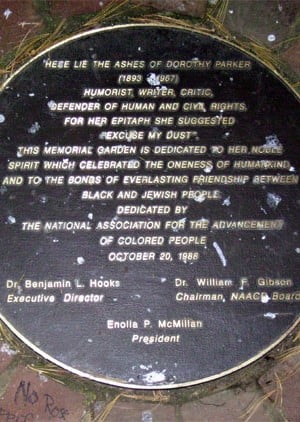 HERE LIE THE ASHES OF DOROTHY PARKER
(1893 - 1967)
HUMORIST, WRITER, CRITIC,
DEFENDER OF HUMAN AND CIVIL RIGHTS.
FOR HER EPITAPH SHE SUGGESTED
"EXCUSE MY DUST".
THIS MEMORIAL GARDEN IS DEDICATED TO HER NOBLE
SPIRIT WHICH CELEBRATED THE ONENESS OF HUMANKIND,
AND TO THE BONDS OF EVERLASTING FRIENDSHIP BETWEEN
BLACK AND JEWISH PEOPLE.
DEDICATED BY
THE NATIONAL ASSOCIATION FOR THE ADVANCEMENT
OF COLORED PEOPLE
OCTOBER 20, 1988
Dr. Benjamin L. Hooks Dr. William F. Gibson
Executive Director Chairman, NAACP Board
Enolia P. McMillan
President
No Rose